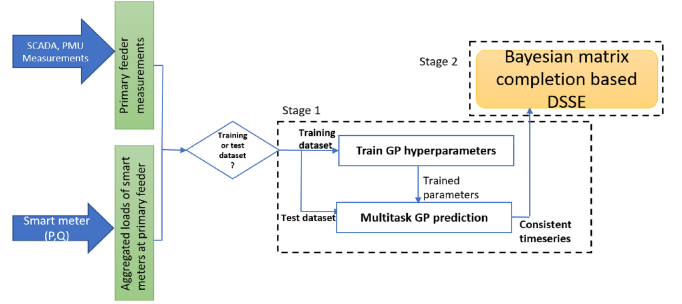 SCADA, PMU
Measurements
Primary feeder
measurements
Smart meter
(P,Q)
Aggregated loads of smart
meters at primary feeder
Training
or test
dataset
?
Stage 1
Training
dataset
Test dataset
Train GP hyperparameters
Trained
parameters
Multitask GP prediction
Consistent
timeseries
Stage 2
Bayesian matrix
completion based
DSSE